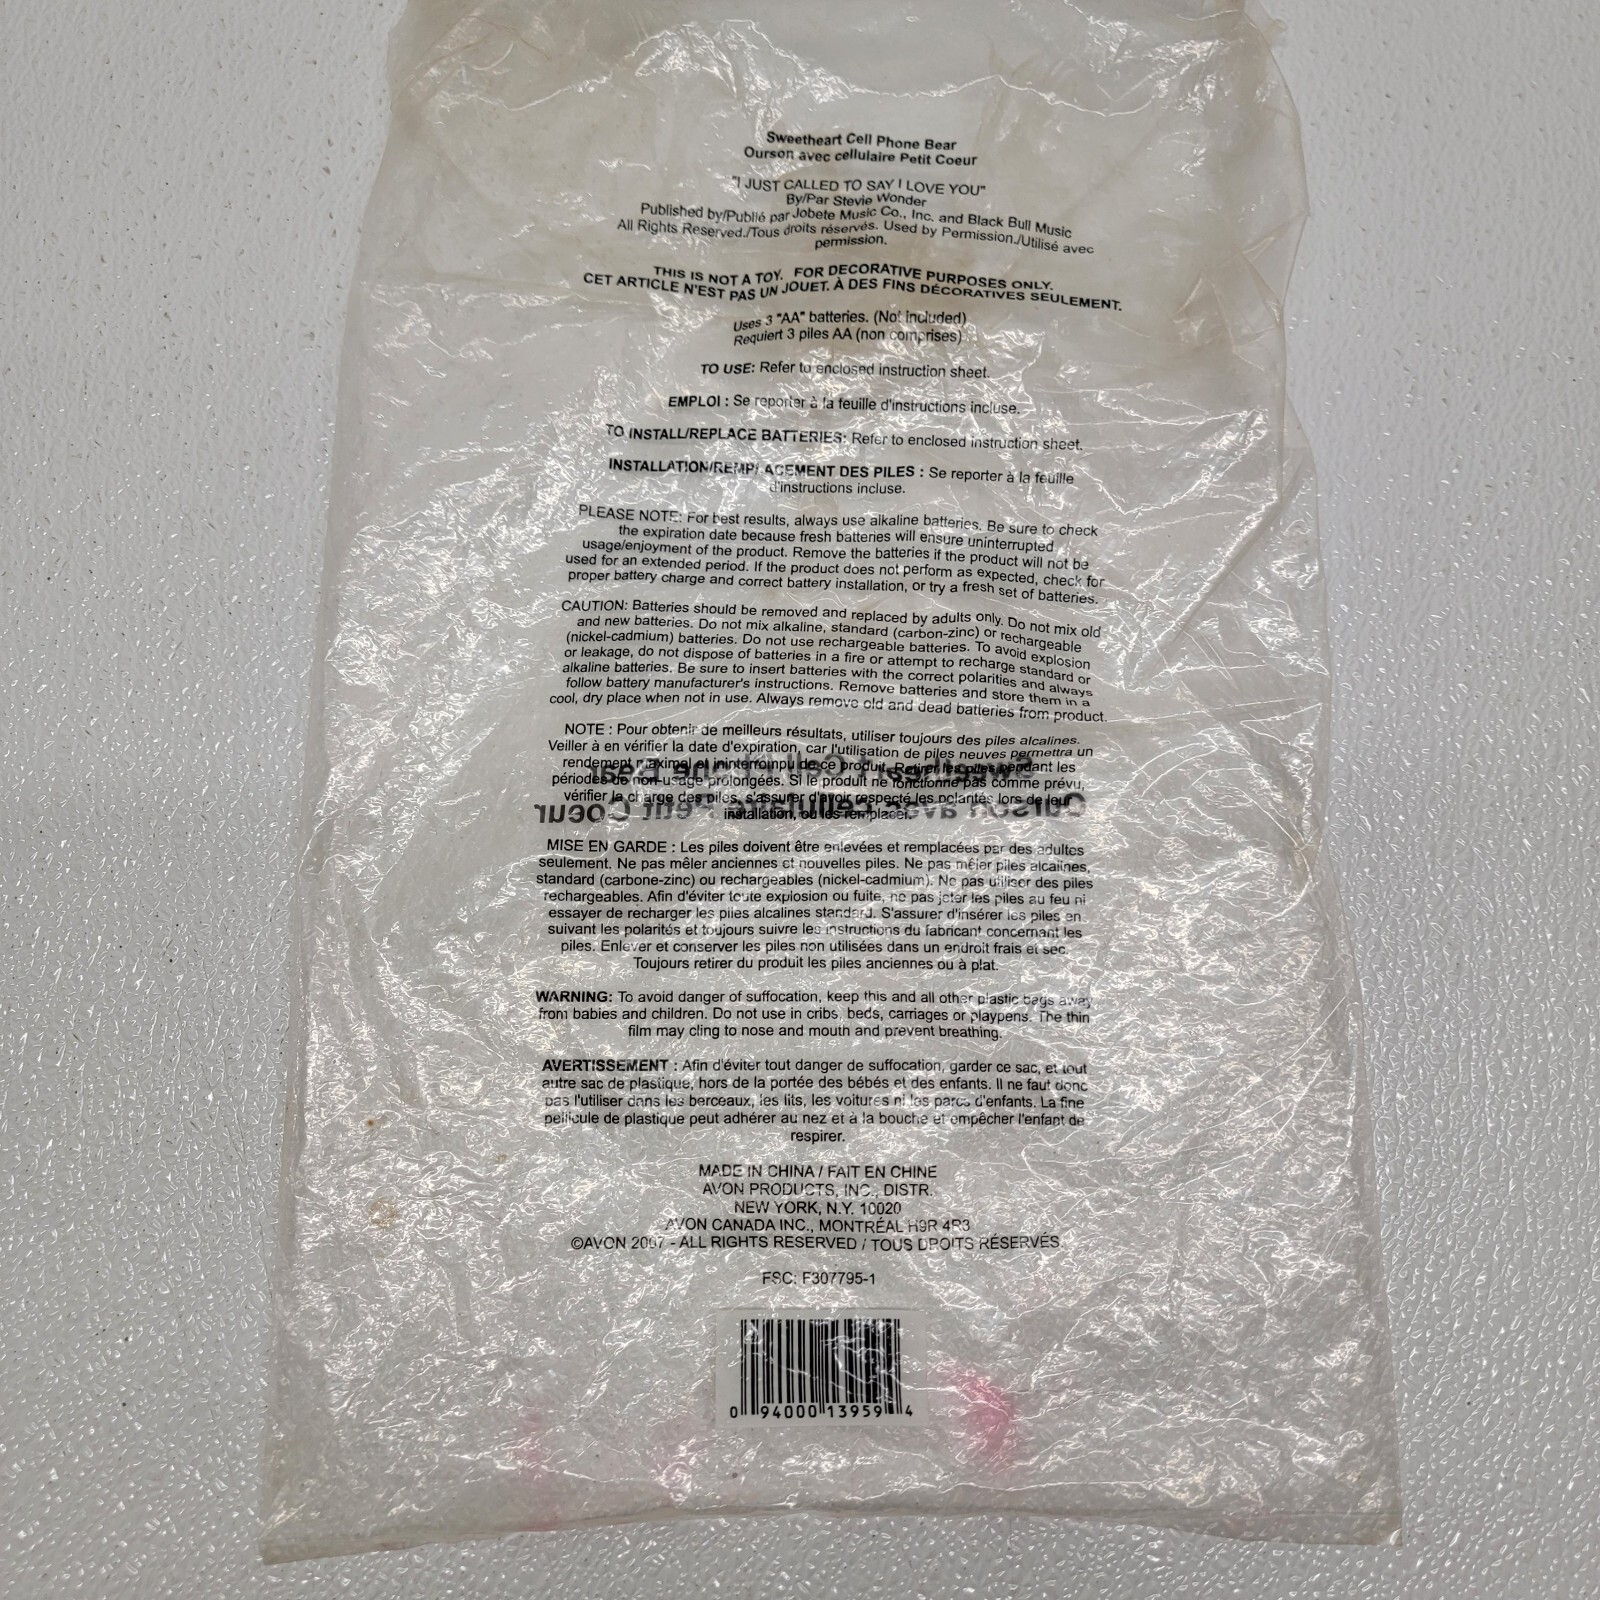 Sweetheart Cell Phone Bear
Ourson avec cellulaire Petit Coeur
"I JUST CALLED TO SAY I LOVE YOU"
By/Par Stevie Wonder
Published by/Publié par Jobete Music Co., Inc. and Black Bull Music
All Rights Reserved./Tous droits réservés. Used by Permission./Utilisé avec
permission.
THIS IS NOT A TOY. FOR DECORATIVE PURPOSES ONLY.
CET ARTICLE N'EST PAS UN JOUET. À DES FINS DÉCORATIVES SEULEMENT.
Uses 3 "AA" batteries. (Not included)
Requiert 3 piles AA (non comprises)
TO USE: Refer to enclosed instruction sheet.
EMPLOI : Se reporter à la feuille d'instructions incluse.
TO INSTALL/REPLACE BATTERIES: Refer to enclosed instruction sheet.
INSTALLATION/REMPLACEMENT DES PILES : Se reporter à la feuille
d'instructions incluse.
PLEASE NOTE: For best results, always use alkaline batteries. Be sure to check
the expiration date because fresh batteries will ensure uninterrupted
usage/enjoyment of the product. Remove the batteries if the product will not be
used for an extended period. If the product does not perform as expected, check for
proper battery charge and correct battery installation, or try a fresh set of batteries.
CAUTION: Batteries should be removed and replaced by adults only. Do not mix old
and new batteries. Do not mix alkaline, standard (carbon-zinc) or rechargeable
(nickel-cadmium) batteries. Do not use rechargeable batteries. To avoid explosion
or leakage, do not dispose of batteries in a fire or attempt to recharge standard or
alkaline batteries. Be sure to insert batteries with the correct polarities and always
follow battery manufacturer's instructions. Remove batteries and store them in a
cool, dry place when not in use. Always remove old and dead batteries from product.
NOTE : Pour obtenir de meilleurs résultats, utiliser toujours des piles alcalines.
Veiller à en vérifier la date d'expiration, car l'utilisation de piles neuves permettra un
rendement maximel et ininterroinpu de ce produit. Retirer les piles pendant les
périodes de non-usage prolongées. Si le produit ne fonctionne pas comme prévu,
vérifier la charge des piles, s'assurer d'avoir respecté les polarités lors de leur
installation, ou les remplacer.
Sweetheart Cell Phone Bear
Ourson avec cellulaire Petit Coeur
MISE EN GARDE : Les piles doivent être enlevées et remplacées par des adultes
seulement. Ne pas mêler anciennes et nouvelles piles. Ne pas mêler piles alcalines,
standard (carbone-zinc) ou rechargeables (nickel-cadmium). Ne pas utiliser des piles
rechargeables. Afin d'éviter toute explosion ou fuite, ne pas jeter les piles au feu ni
essayer de recharger les piles alcalines standard. S'assurer d'insérer les piles en
suivant les polarités et toujours suivre les instructions du fabricant concernant les
piles. Enlever et conserver les piles non utilisées dans un endroit frais et sec.
Toujours retirer du produit les piles anciennes ou à plat.
WARNING: To avoid danger of suffocation, keep this and all other plastic bags away
from babies and children. Do not use in cribs, beds, carriages or playpens. The thin
film may cling to nose and mouth and prevent breathing.
AVERTISSEMENT : Afin d'éviter tout danger de suffocation, garder ce sac, et tout
autre sac de plastique, hors de la portée des bébés et des enfants. Il ne faut donc
pas l'utiliser dans les berceaux, les lits, les voitures ni les parcs d'enfants. La fine
pellicule de plastique peut adhérer au nez et à la bouche et empêcher l'enfant de
respirer.
MADE IN CHINA / FAIT EN CHINE
AVON PRODUCTS, INC., DISTR.
NEW YORK, N.Y. 10020
AVON CANADA INC., MONTRÉAL H9R 4R3
©AVON 2007 - ALL RIGHTS RESERVED / TOUS DROITS RÉSERVÉS.
FSC: F307795-1
0 94000 13959 4